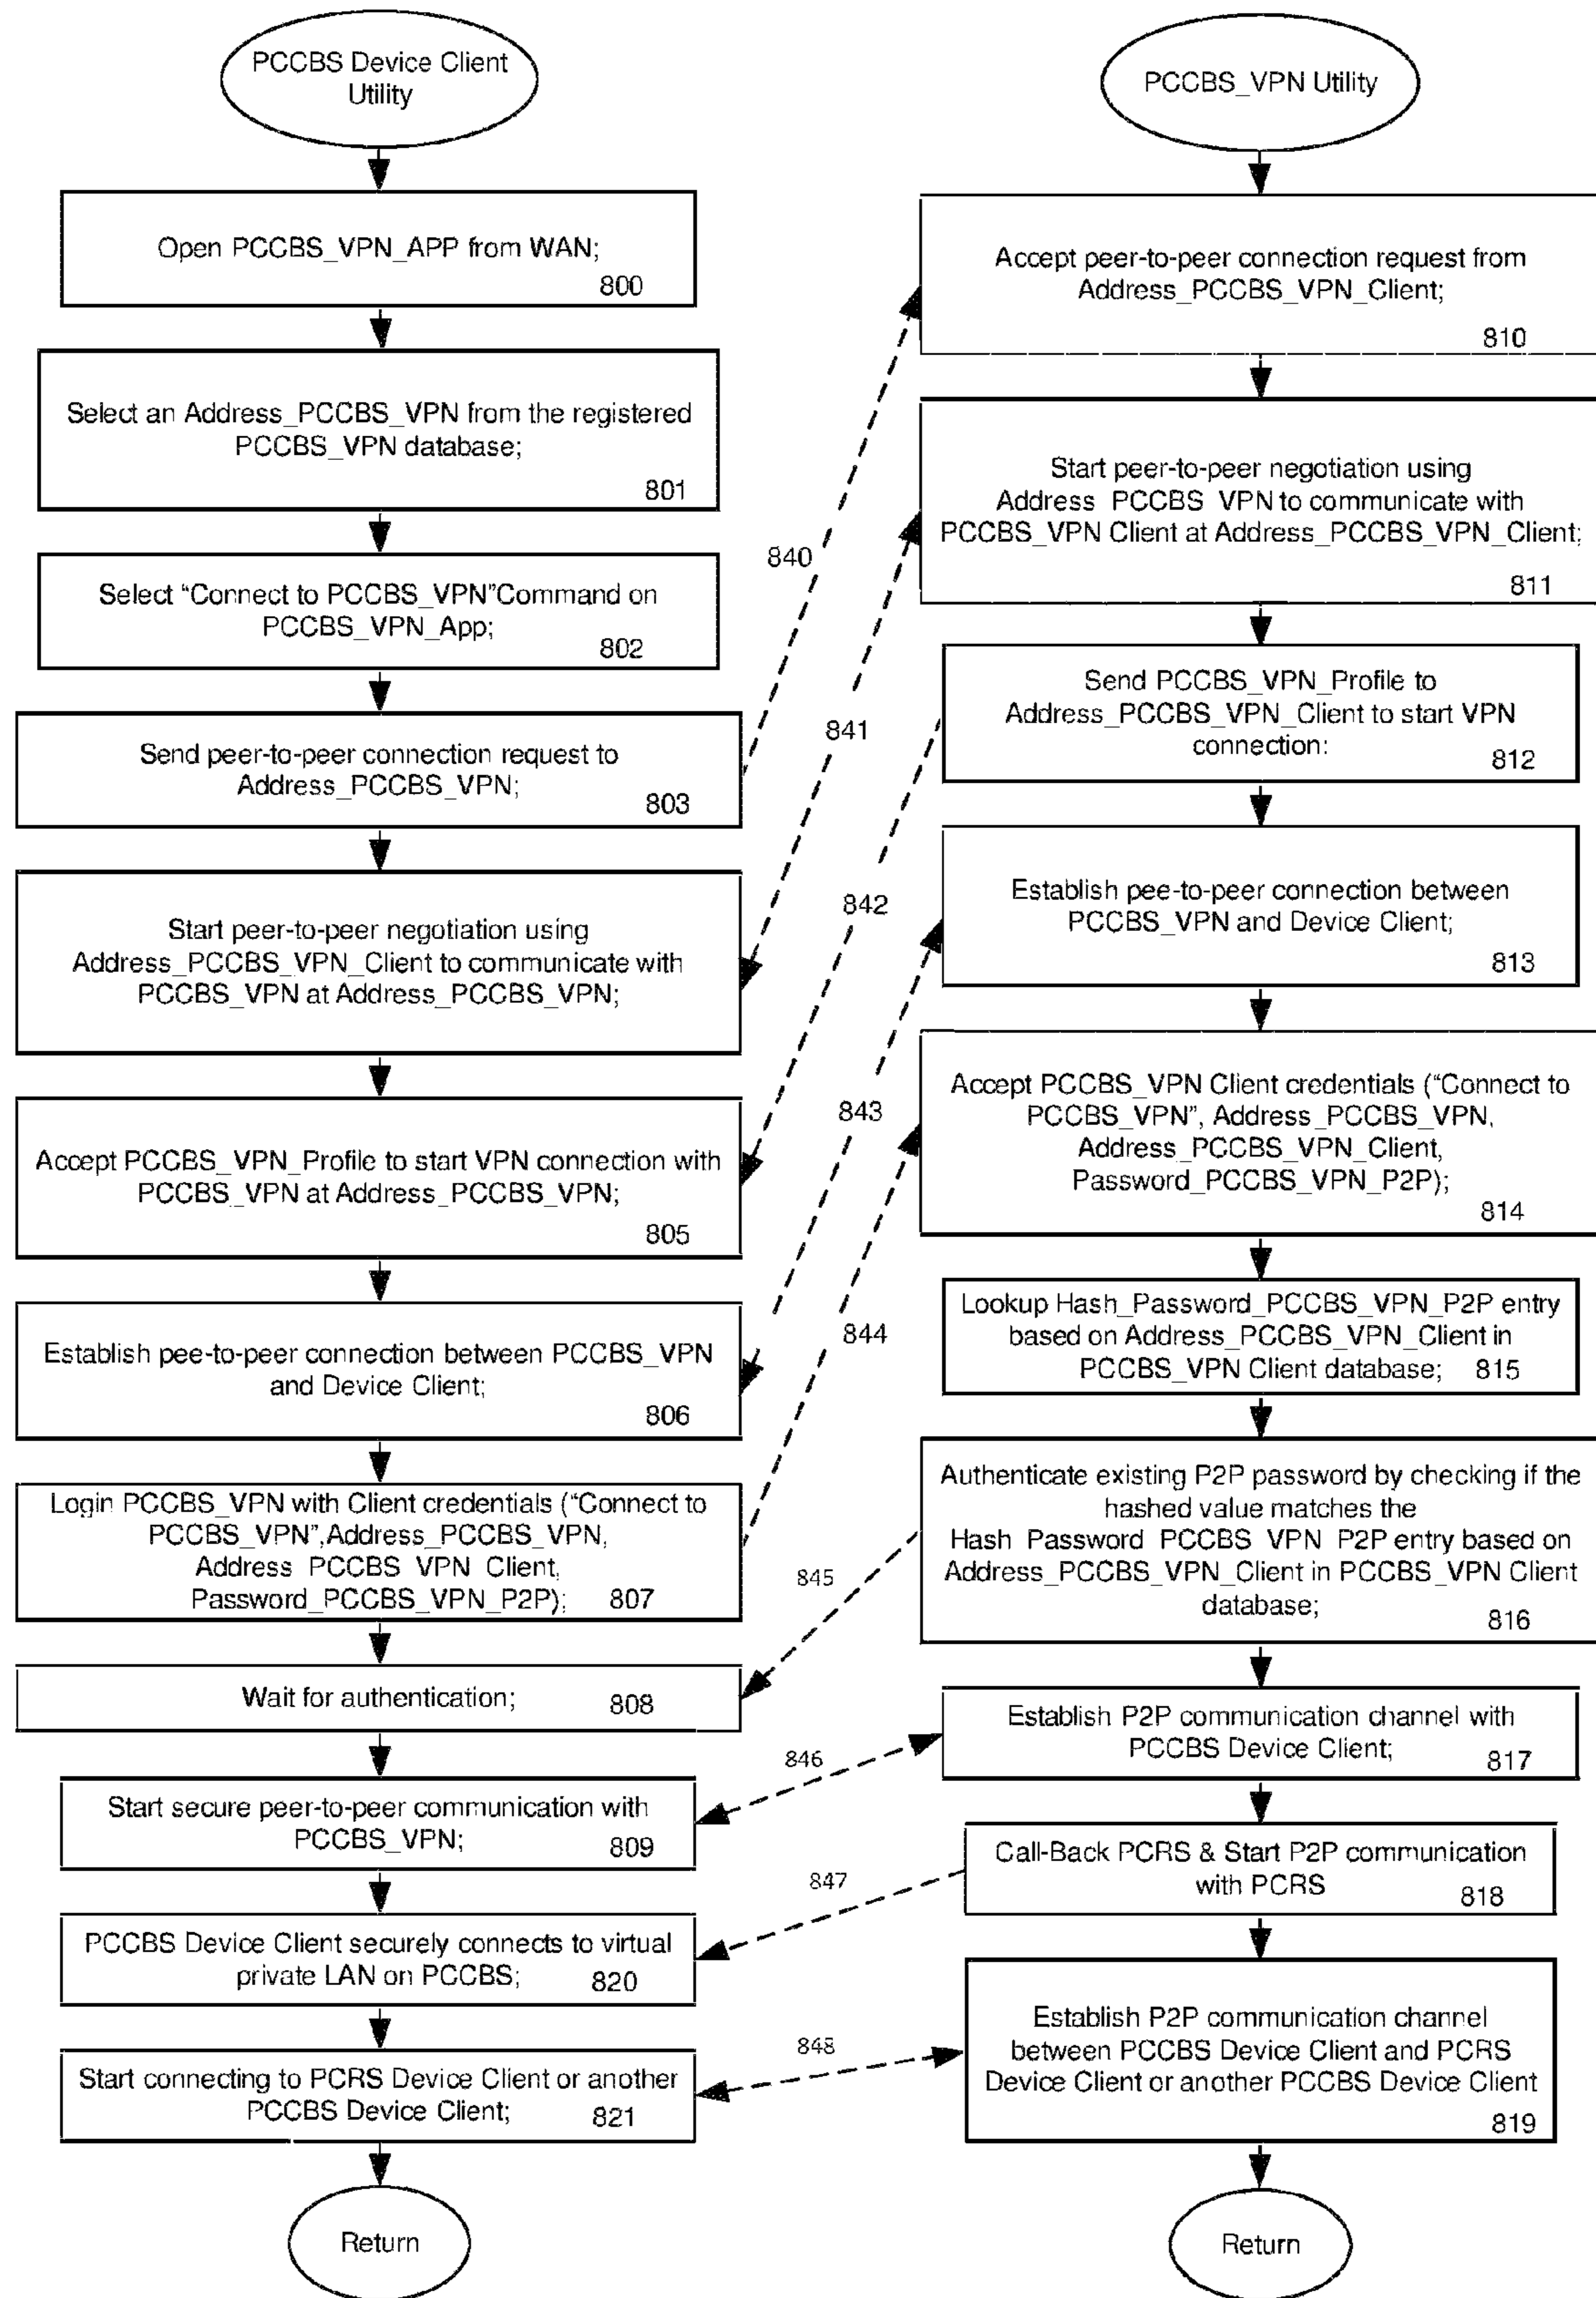 PCCBS Device Client
Utility
Open PCCBS_VPN_APP from WAN;
800
Select an Address_PCCBS_VPN from the registered
PCCBS_VPN database;
801
Select “Connect to PCCBS_VPN”Command on
PCCBS_VPN_App;
802
Send peer-to-peer connection request to
Address_PCCBS_VPN;
803
Start peer-to-peer negotiation using
Address_PCCBS_VPN_Client to communicate with
PCCBS_VPN at Address_PCCBS_VPN;
Accept PCCBS_VPN_Profile to start VPN connection with
PCCBS_VPN at Address_PCCBS_VPN;
805
Establish pee-to-peer connection between PCCBS_VPN
and Device Client;
806
Login PCCBS_VPN with Client credentials (“Connect to
PCCBS_VPN”,Address_PCCBS_VPN,
Address_PCCBS_VPN_Client,
Password_PCCBS_VPN_P2P);
807
Wait for authentication;
808
Start secure peer-to-peer communication with
PCCBS_VPN;
809
PCCBS Device Client securely connects to virtual
private LAN on PCCBS;
820
Start connecting to PCRS Device Client or another
PCCBS Device Client;
821
Return
840
841
842
843
844
845
846
847
848
PCCBS_VPN Utility
Accept peer-to-peer connection request from
Address_PCCBS_VPN_Client;
810
Start peer-to-peer negotiation using
Address_PCCBS_VPN to communicate with
PCCBS_VPN Client at Address_PCCBS_VPN_Client;
811
Send PCCBS_VPN_Profile to
Address_PCCBS_VPN_Client to start VPN
connection:
812
Establish pee-to-peer connection between
PCCBS_VPN and Device Client;
813
Accept PCCBS_VPN Client credentials (“Connect to
PCCBS_VPN”, Address_PCCBS_VPN,
Address_PCCBS_VPN_Client,
Password_PCCBS_VPN_P2P);
814
Lookup Hash_Password_PCCBS_VPN_P2P entry
based on Address_PCCBS_VPN_Client in
PCCBS_VPN Client database;
815
Authenticate existing P2P password by checking if the
hashed value matches the
Hash_Password_PCCBS_VPN_P2P entry based on
Address_PCCBS_VPN_Client in PCCBS_VPN Client
database;
816
Establish P2P communication channel with
PCCBS Device Client;
817
Call-Back PCRS & Start P2P communication
with PCRS
818
Establish P2P communication channel
between PCCBS Device Client and PCRS
Device Client or another PCCBS Device Client
819
Return